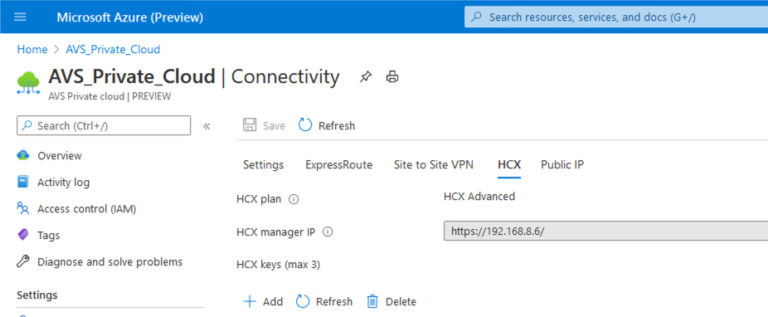 Microsoft Azure (Preview)
Search resources, services, and docs (G+/)
Home > AVS_Private_Cloud
AVS_Private_Cloud | Connectivity
AVS Private cloud | PREVIEW
Search (Ctrl+/)
«
Overview
Activity log
Access control (IAM)
Tags
Diagnose and solve problems
Settings
Save
Refresh
Settings
ExpressRoute
Site to Site VPN
HCX
Public IP
HCX plan
HCX Advanced
HCX manager IP
https://192.168.8.6/
HCX keys (max 3)
Add
Refresh
Delete